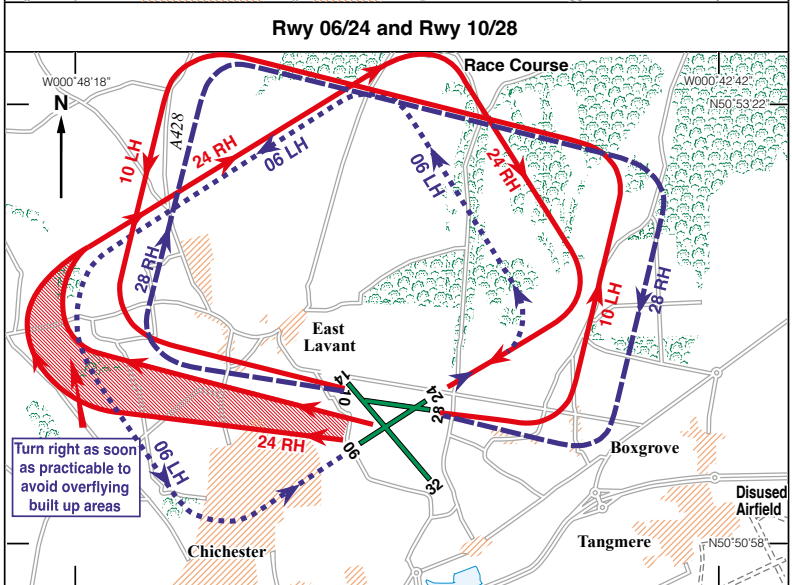 Rwy 06/24 and Rwy 10/28
Race Course
W000°48'18"
W000°42'42"
N
N50°53'22"
A428
10 LH
24 RH
06 LH
24 RH
06 LH
28 RH
10 LH
28 RH
East
Lavant
14
10
24
28
06
32
24 RH
06 LH
Turn right as soon
as practicable to
avoid overflying
built up areas
Boxgrove
Disused
Airfield
Tangmere
N50°50'58"
Chichester